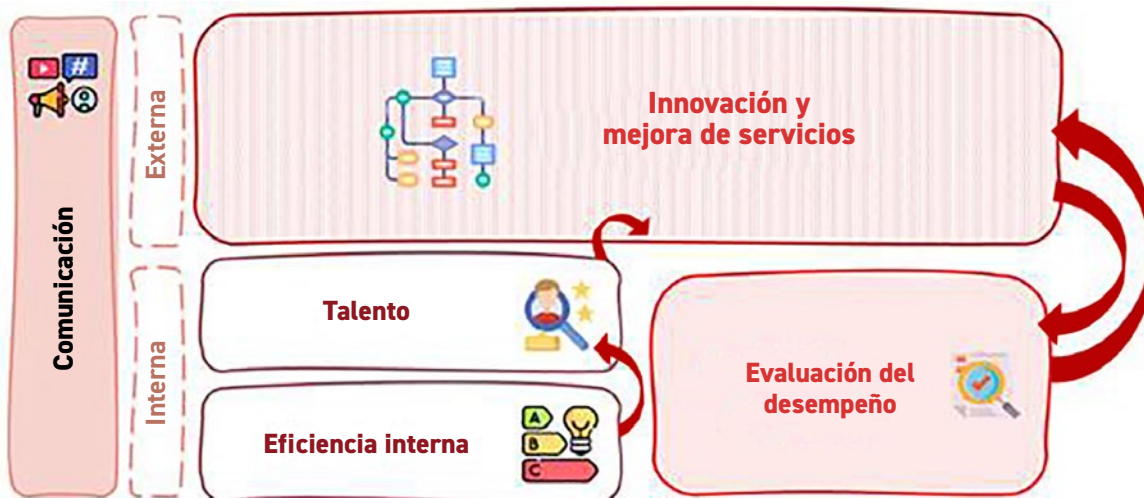 #
Comunicación
Externa
Innovación y
mejora de servicios
Interna
Talento
Evaluación del
desempeño
Eficiencia interna
A
B
C